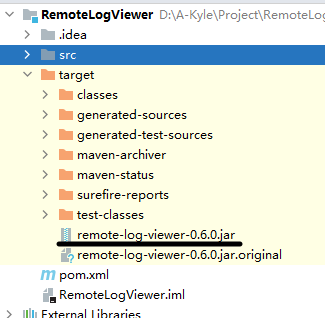 RemoteLogViewer D:\A-Kyle\Project\RemoteLog
.idea
src
target
classes
generated-sources
generated-test-sources
maven-archiver
maven-status
surefire-reports
test-classes
remote-log-viewer-0.6.0.jar
remote-log-viewer-0.6.0.jar.original
pom.xml
RemoteLogViewer.iml
External Libraries